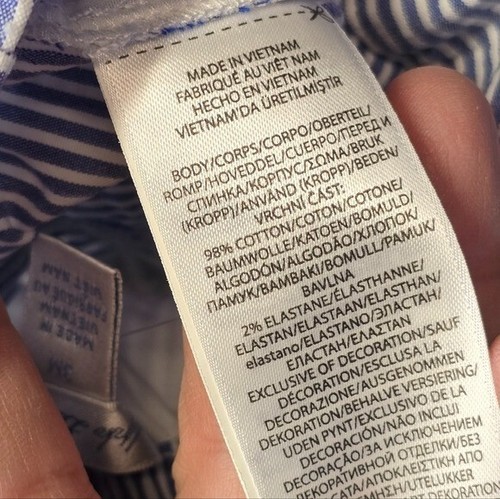 MADE IN VIETNAM
FABRIQUÉ AU VIÊT NAM
HECHO EN VIETNAM
VIETNAM'DA ÜRETİLMİŞTİR
BODY/CORPS/CORPO/OBERTEIL/
ROMP/HOVEDDEL/CUERPO/ПЕРЕД И
СПИНКА/КОРПУС/ΣΩΜΑ/BRUK
(KROPP)/ANVÄND (KROPP)/BEDEN/
VRCHNÍ ČÁST:
98% COTTON/COTON/COTONE/
BAUMWOLLE/KATOEN/BOMULD/
ALGODÓN/ALGODÃO/ХЛОПОК/
ПАМУК/ΒΑΜΒΑΚΙ/BOMULL/PAMUK/
BAVLNA
2% ELASTANE/ÉLASTHANNE/
ELASTAN/ELASTAAN/ELASTHAN/
elastano/ELASTANO/ЭЛАСТАН/
ЕЛАСТАН/ΕΛΑΣΤΑΝ
EXCLUSIVE OF DECORATION/SAUF
DÉCORATION/ESCLUSA LA
DECORAZIONE/AUSGENOMMEN
DEKORATION/BEHALVE VERSIERING/
UDEN PYNT/EXCLUSIVO DE LA
DECORACIÓN/NÃO INCLUI
DECORAÇÃO/ЗА ИСКЛЮЧЕНИЕМ
ДЕКОРАТИВНОЙ ОТДЕЛКИ/БЕЗ
ΑΠΟΚΛΕΙΣΤΙΚΗ ΑΠΟ
UTELUKKER
3M
MADE IN
VIETNAM
FABRIQUÉ AU
VIÊT NAM